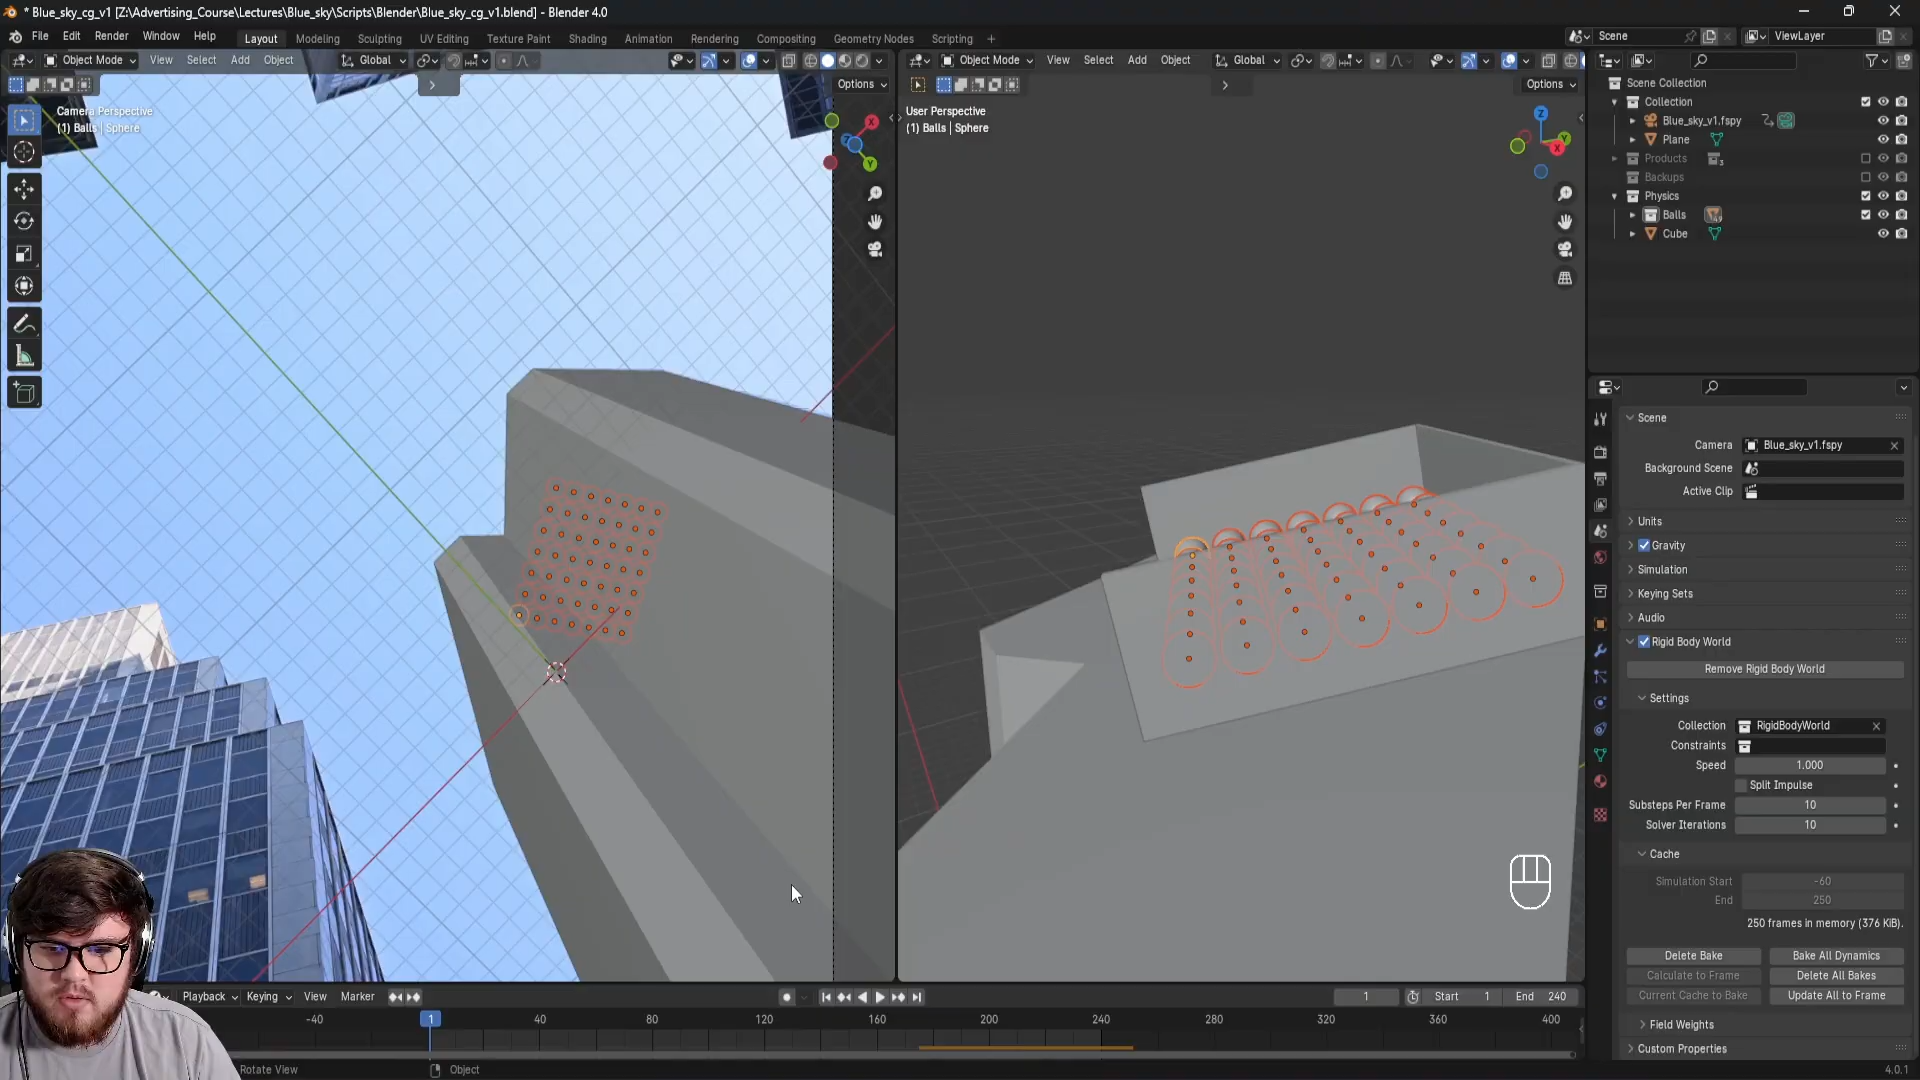 * Blue_sky_cg_v1 [Z:\Advertising_Course\Lectures\Blue_sky\Scripts\Blender\Blue_sky_cg_v1.blend] - Blender 4.0
File Edit Render Window Help Layout Modeling Sculpting UV Editing Texture Paint Shading Animation Rendering Compositing Geometry Nodes Scripting + Scene ViewLayer
Object Mode View Select Add Object Global
Options
Camera Perspective
(1) Balls | Sphere
X
Y
Object Mode View Select Add Object Global
Options
User Perspective
(1) Balls | Sphere
Z
Y
X
Scene Collection
Collection
Blue_sky_v1.fspy
Plane
Products 3
Backups
Physics
Balls
Cube
Scene
Camera Blue_sky_v1.fspy
Background Scene
Active Clip
Units
Gravity
Simulation
Keying Sets
Audio
Rigid Body World
Remove Rigid Body World
Settings
Collection RigidBodyWorld
Constraints
Speed 1.000
Split Impulse
Substeps Per Frame 10
Solver Iterations 10
Cache
Simulation Start -60
End 250
250 frames in memory (376 KiB).
Delete Bake Bake All Dynamics
Calculate to Frame Delete All Bakes
Current Cache to Bake Update All to Frame
Field Weights
Custom Properties
Playback Keying View Marker 1 Start 1 End 240
-40 1 40 80 120 160 200 240 280 320 360 400
Rotate View Object 4.0.1